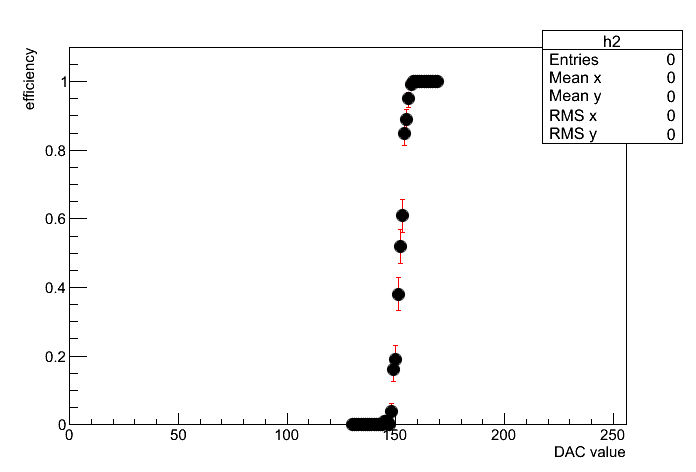 h2
Entries 0
Mean x 0
Mean y 0
RMS x 0
RMS y 0
efficiency
1
0.8
0.6
0.4
0.2
0
0 50 100 150 200 250
DAC value